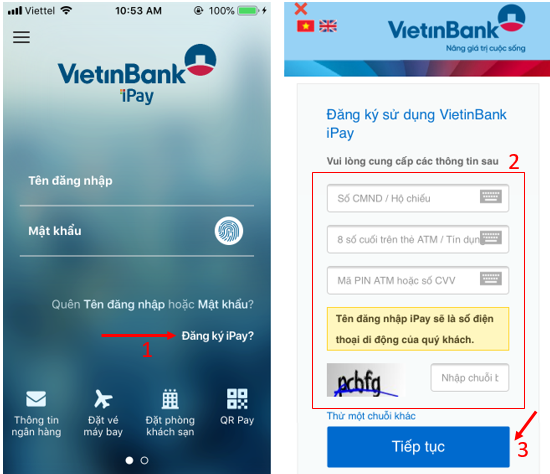 Viettel 10:53 AM 100%
VietinBank
iPay
Tên đăng nhập
Mật khẩu
Quên Tên đăng nhập hoặc Mật khẩu?
1
Đăng ký iPay?
Thông tin ngân hàng
Đặt vé máy bay
Đặt phòng khách sạn
QR Pay
VietinBank
Nâng giá trị cuộc sống
Đăng ký sử dụng VietinBank
iPay
Vui lòng cung cấp các thông tin sau
2
Số CMND / Hộ chiếu
8 số cuối trên thẻ ATM / Tín dụn
Mã PIN ATM hoặc số CVV
Tên đăng nhập iPay sẽ là số điện
thoại di động của quý khách.
pcbfg
Nhập chuỗi b
Thử một chuỗi khác
Tiếp tục
3